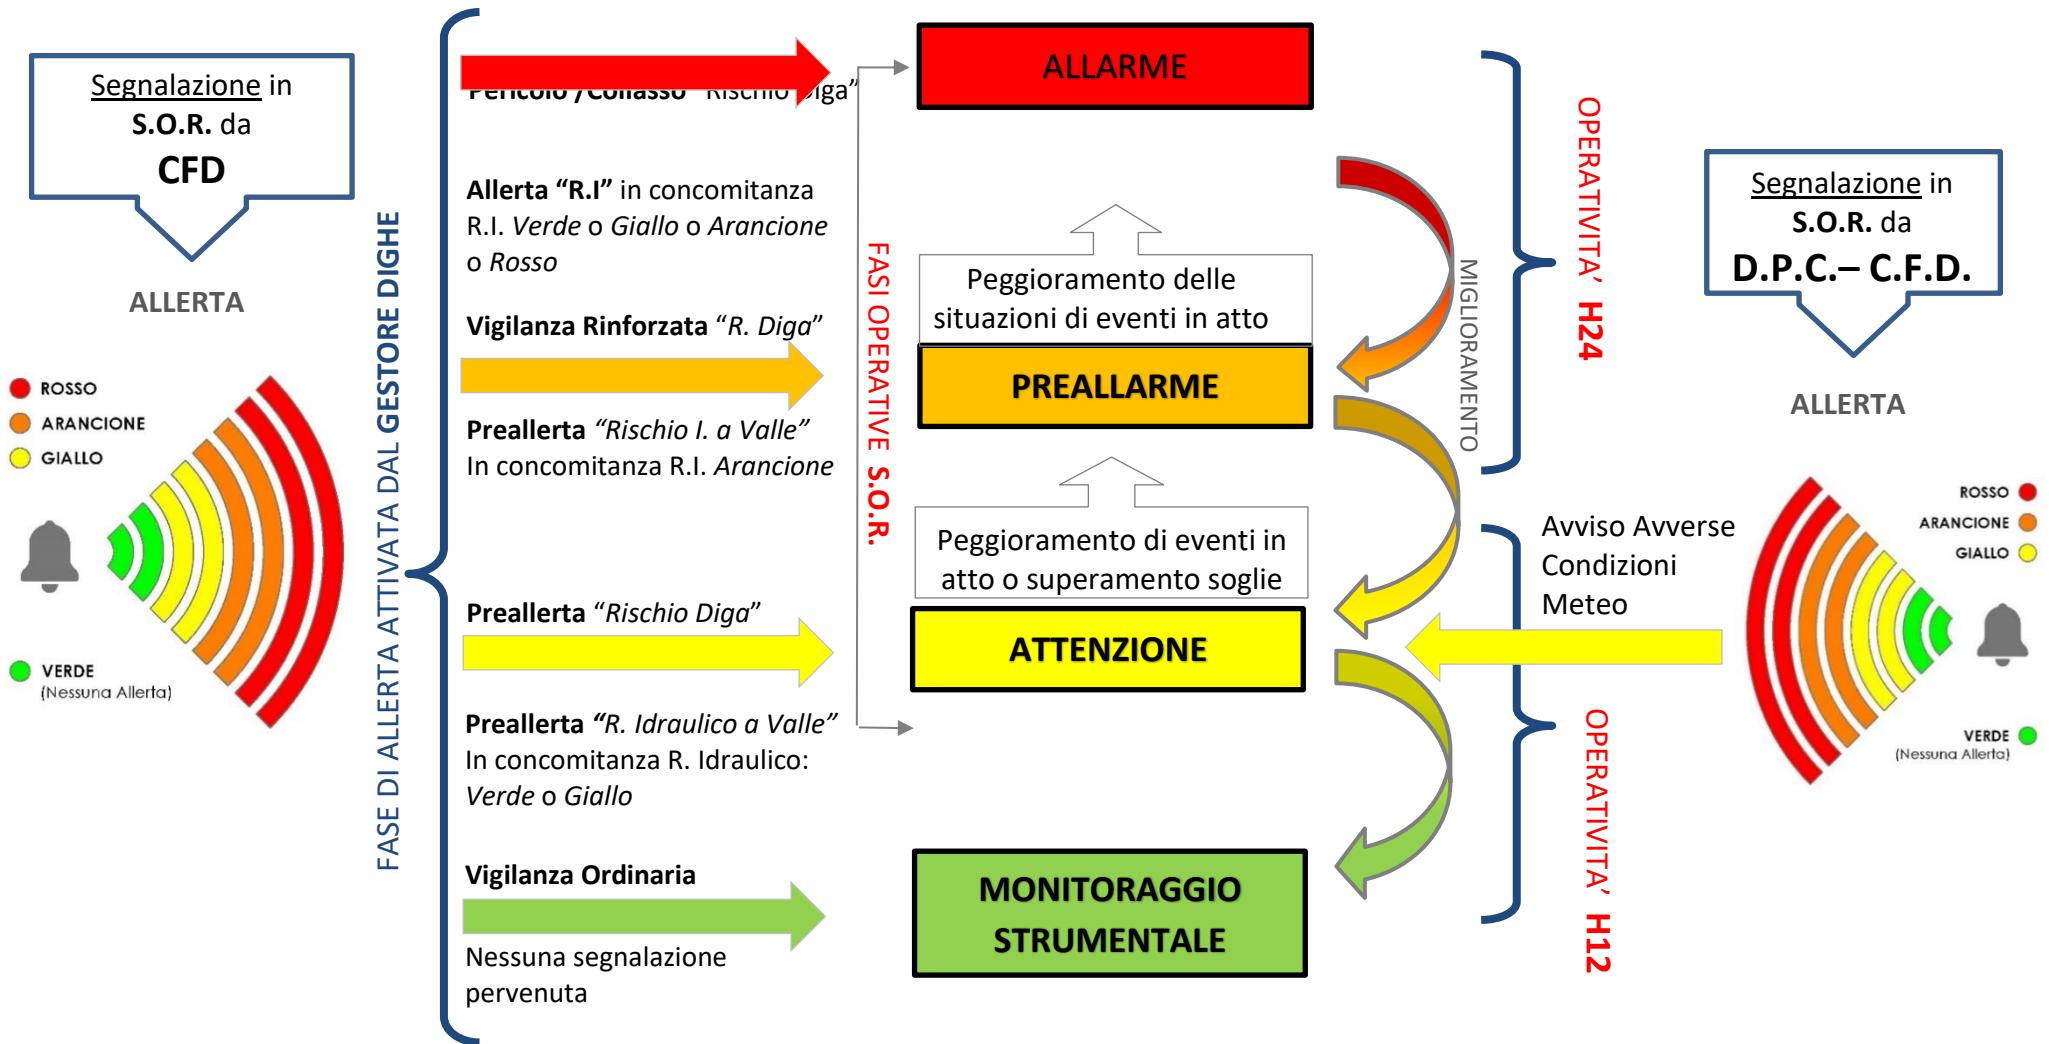 Segnalazione in
S.O.R. da
CFD
ALLERTA
ROSSO
ARANCIONE
GIALLO
VERDE
(Nessuna Allerta)
FASE DI ALLERTA ATTIVATA DAL GESTORE DIGHE
Pericolo /Collasso “Rischio Diga”
Allerta “R.I” in concomitanza
R.I. Verde o Giallo o Arancione
o Rosso
Vigilanza Rinforzata “R. Diga”
Preallerta “Rischio I. a Valle”
In concomitanza R.I. Arancione
Preallerta “Rischio Diga”
Preallerta “R. Idraulico a Valle”
In concomitanza R. Idraulico:
Verde o Giallo
Vigilanza Ordinaria
Nessuna segnalazione
pervenuta
FASI OPERATIVE S.O.R.
ALLARME
Peggioramento delle
situazioni di eventi in atto
PREALLARME
Peggioramento di eventi in
atto o superamento soglie
ATTENZIONE
MONITORAGGIO
STRUMENTALE
MIGLIORAMENTO
OPERATIVITA’ H24
OPERATIVITA’ H12
Avviso Avverse
Condizioni
Meteo
Segnalazione in
S.O.R. da
D.P.C.– C.F.D.
ALLERTA
ROSSO
ARANCIONE
GIALLO
VERDE
(Nessuna Allerta)